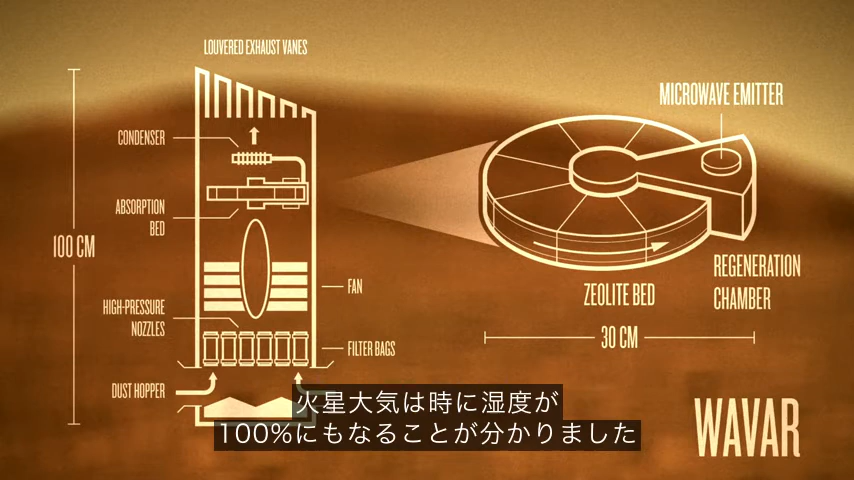 LOUVERED EXHAUST VANES
CONDENSER
ABSORPTION
BED
100 CM
FAN
HIGH-PRESSURE
NOZZLES
FILTER BAGS
DUST HOPPER
MICROWAVE EMITTER
REGENERATION
CHAMBER
ZEOLITE BED
30 CM
WAVAR
火星大気は時に湿度が
100%にもなることが分かりました